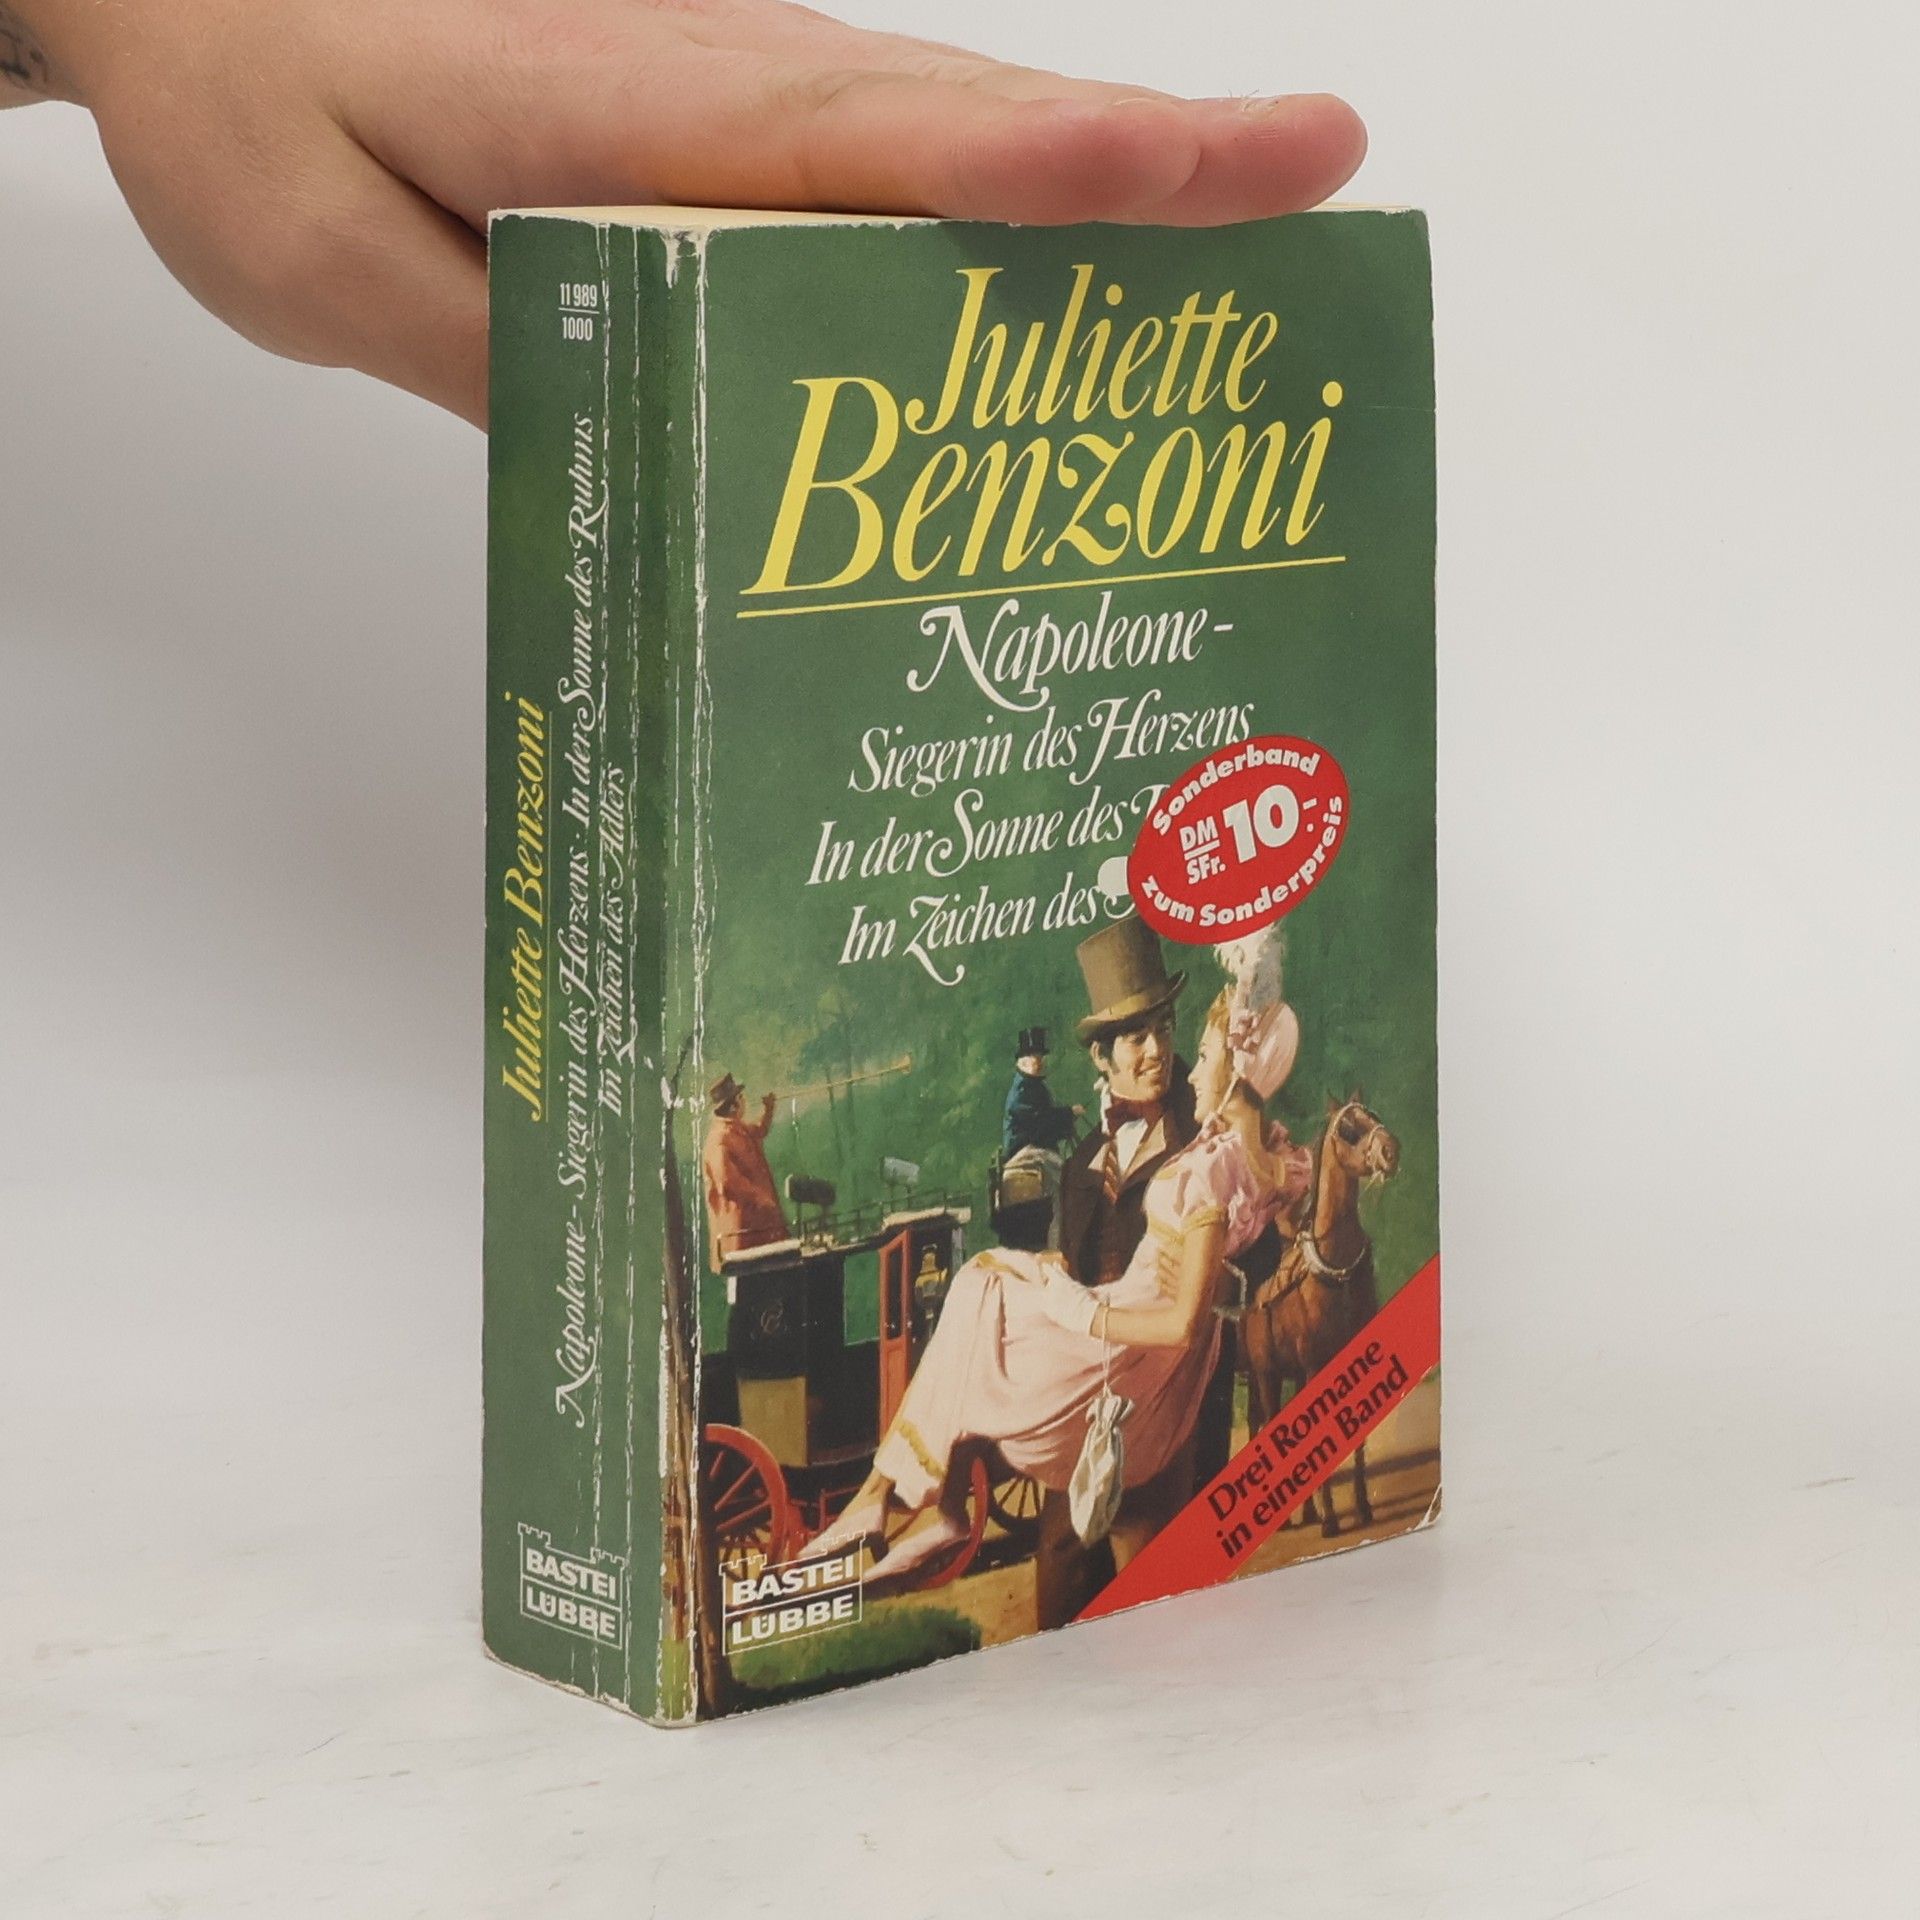 11989
1000
Juliette Benzoni
Napoleone - Siegerin des Herzens · In der Sonne des Ruhms
Im Zeichen des Adlers
BASTEI
LÜBBE
Juliette
Benzoni
Napoleone -
Siegerin des Herzens
In der Sonne des
Im Zeichen des
Sonderband
DM
SFr.
10.-
zum Sonderpreis
Drei Romane
in einem Band
BASTEI
LÜBBE